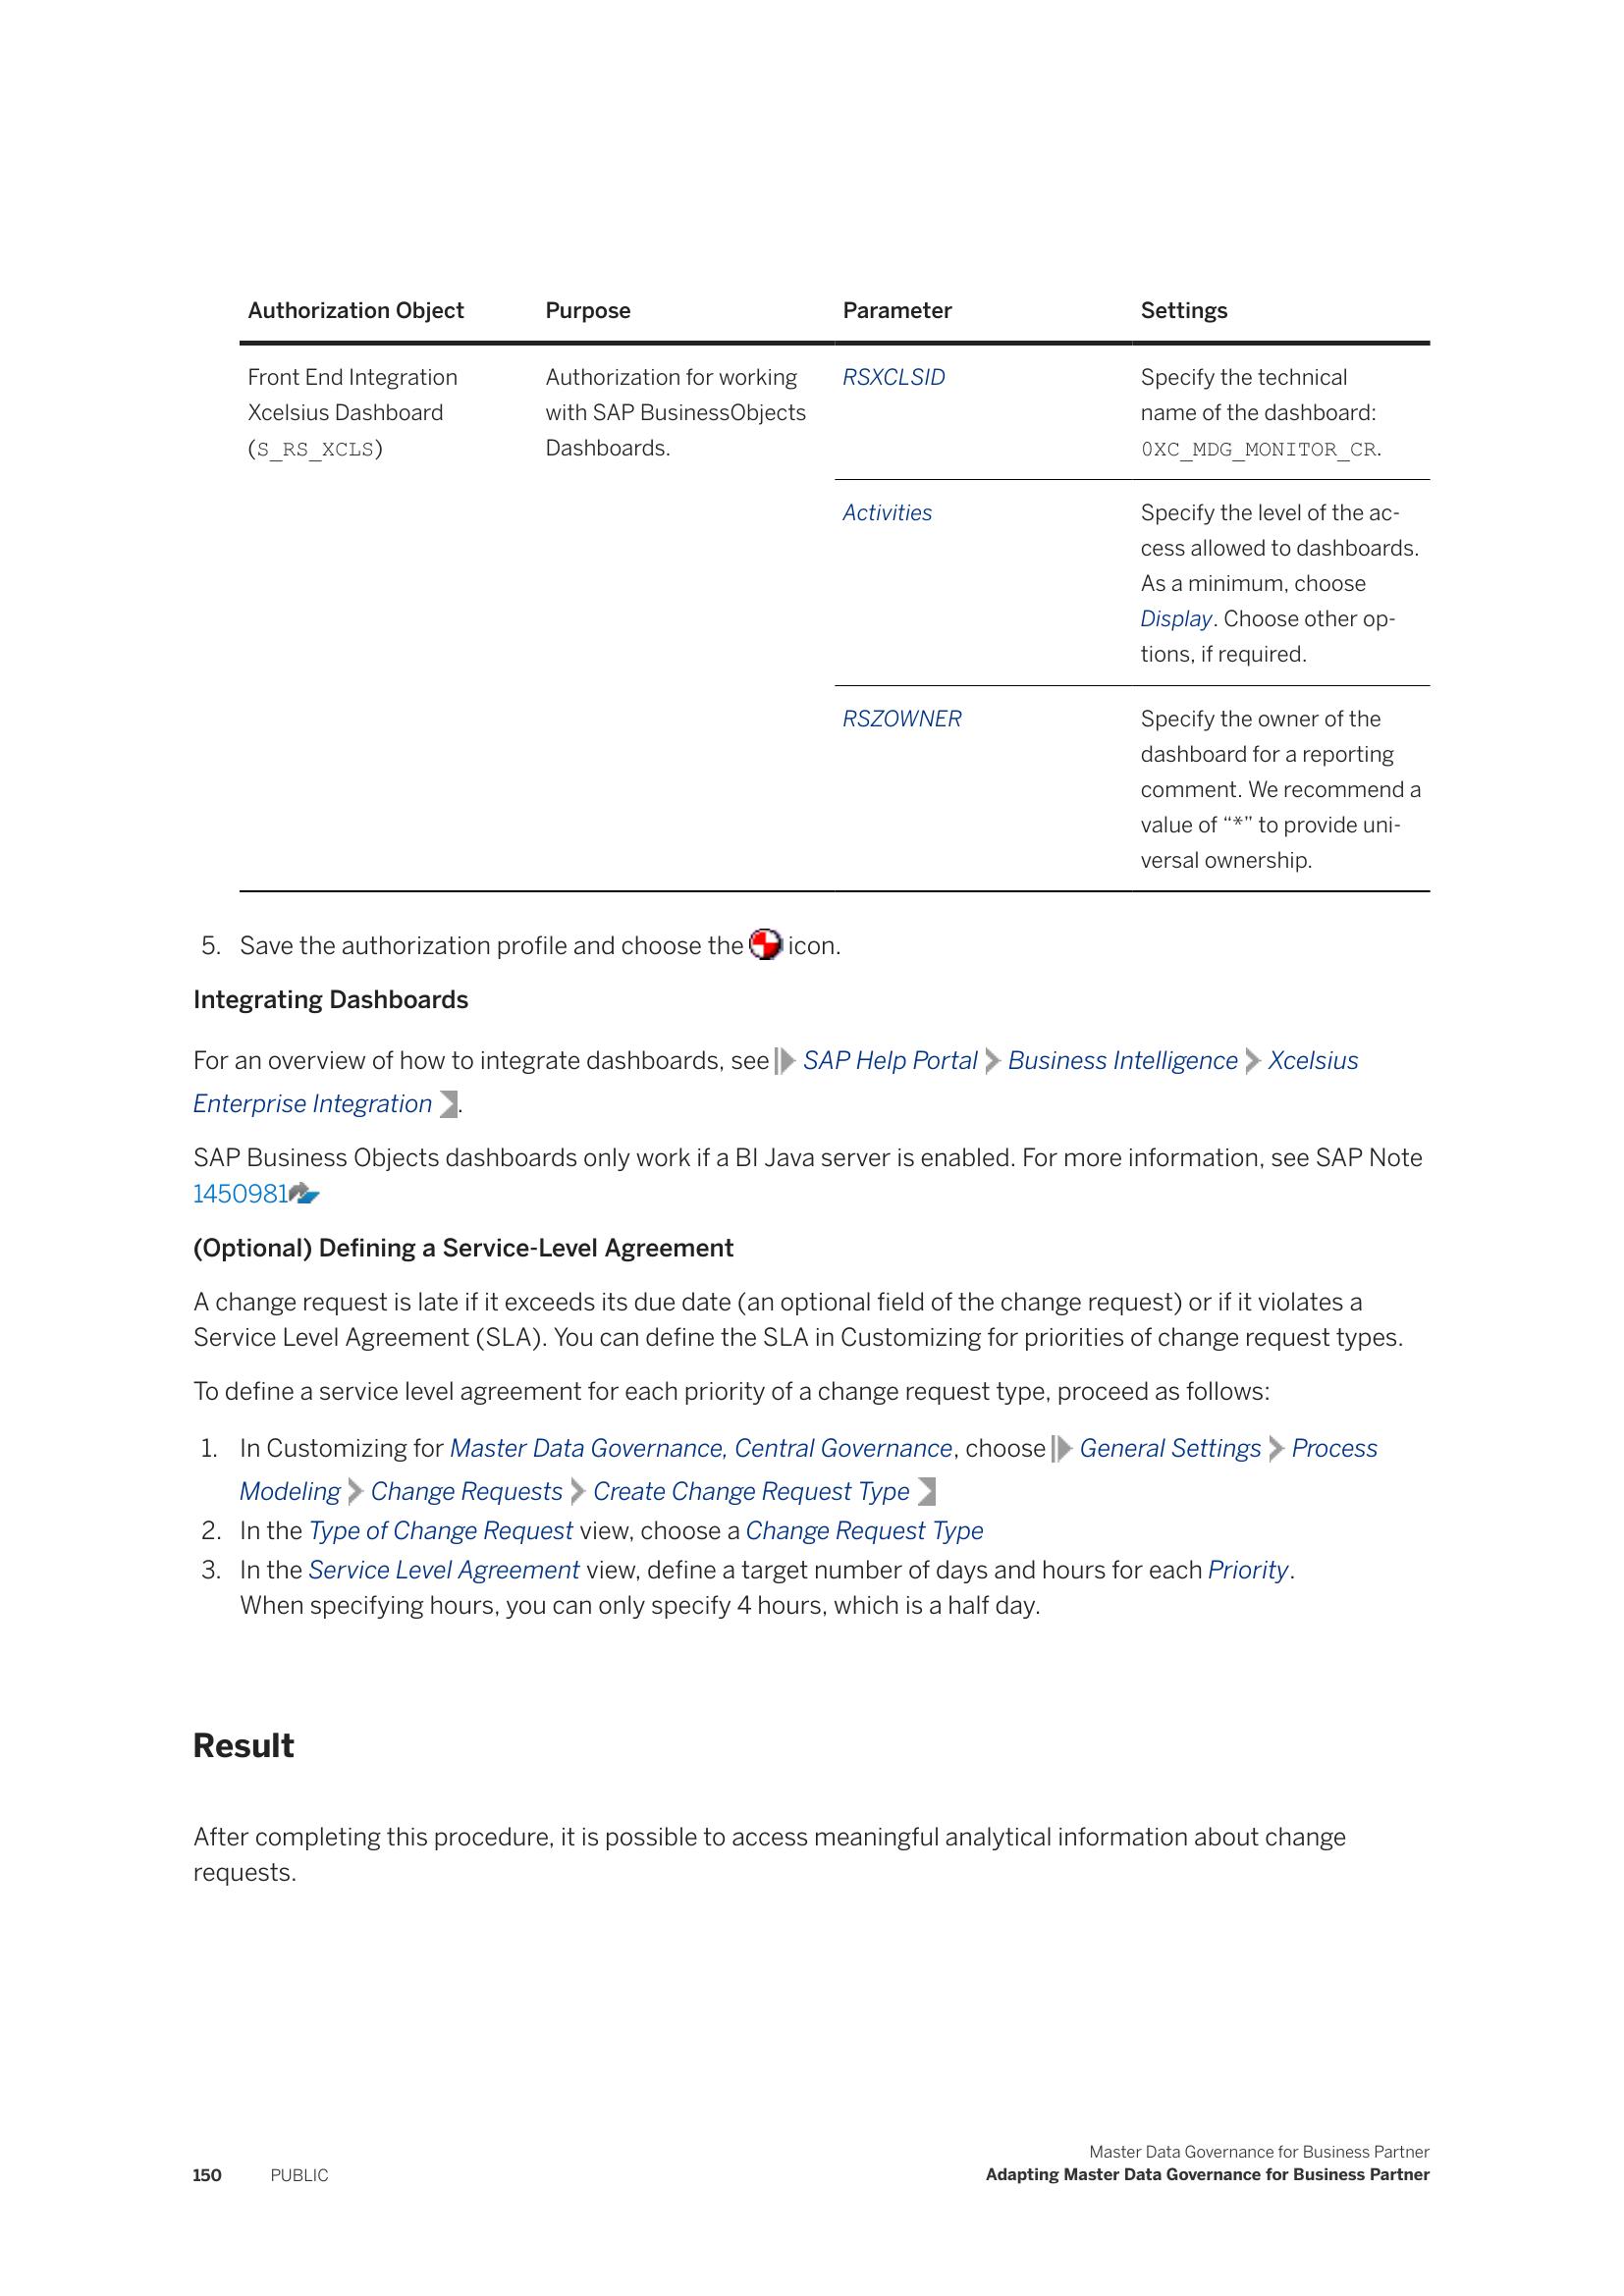 Authorization Object Purpose Parameter Settings
Front End Integration
Xcelsius Dashboard
(S_RS_XCLS)
Authorization for working
with SAP BusinessObjects
Dashboards.
RSXCLSID
Specify the technical
name of the dashboard:
0XC_MDG_MONITOR_CR.
Activities
Specify the level of the ac-
cess allowed to dashboards.
As a minimum, choose
Display. Choose other op-
tions, if required.
RSZOWNER
Specify the owner of the
dashboard for a reporting
comment. We recommend a
value of “*” to provide uni-
versal ownership.
5. Save the authorization profile and choose the icon.
Integrating Dashboards
For an overview of how to integrate dashboards, see SAP Help Portal Business Intelligence Xcelsius
Enterprise Integration .
SAP Business Objects dashboards only work if a BI Java server is enabled. For more information, see SAP Note
1450981
(Optional) Defining a Service-Level Agreement
A change request is late if it exceeds its due date (an optional field of the change request) or if it violates a
Service Level Agreement (SLA). You can define the SLA in Customizing for priorities of change request types.
To define a service level agreement for each priority of a change request type, proceed as follows:
1. In Customizing for Master Data Governance, Central Governance, choose General Settings Process
Modeling Change Requests Create Change Request Type
2. In the Type of Change Request view, choose a Change Request Type
3. In the Service Level Agreement view, define a target number of days and hours for each Priority.
When specifying hours, you can only specify 4 hours, which is a half day.
Result
After completing this procedure, it is possible to access meaningful analytical information about change
requests.
Master Data Governance for Business Partner
150 PUBLIC Adapting Master Data Governance for Business Partner